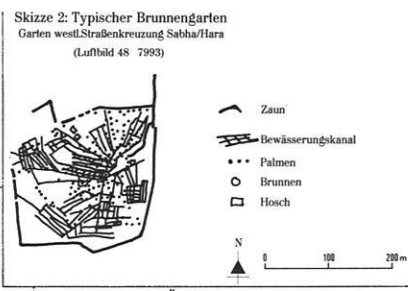 Skizze 2: Typischer Brunnengarten
Garten westl.Straßenkreuzung Sabha/Hara
(Luftbild 48 7993)
Zaun
Bewässerungskanal
Palmen
Brunnen
Hosch
N
0 100 200 m